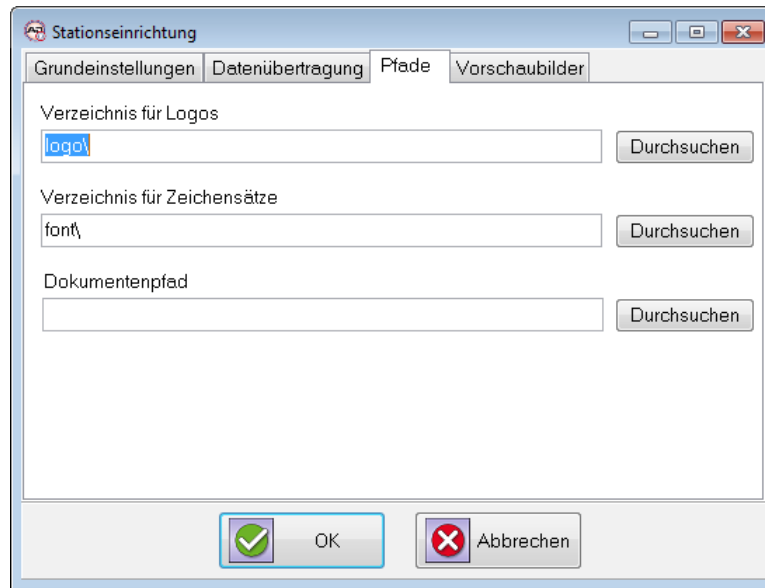 Stationseinrichtung
Grundeinstellungen Datenübertragung Pfade Vorschaubilder
Verzeichnis für Logos
logo\ Durchsuchen
Verzeichnis für Zeichensätze
font\ Durchsuchen
Dokumentenpfad
Durchsuchen
OK Abbrechen